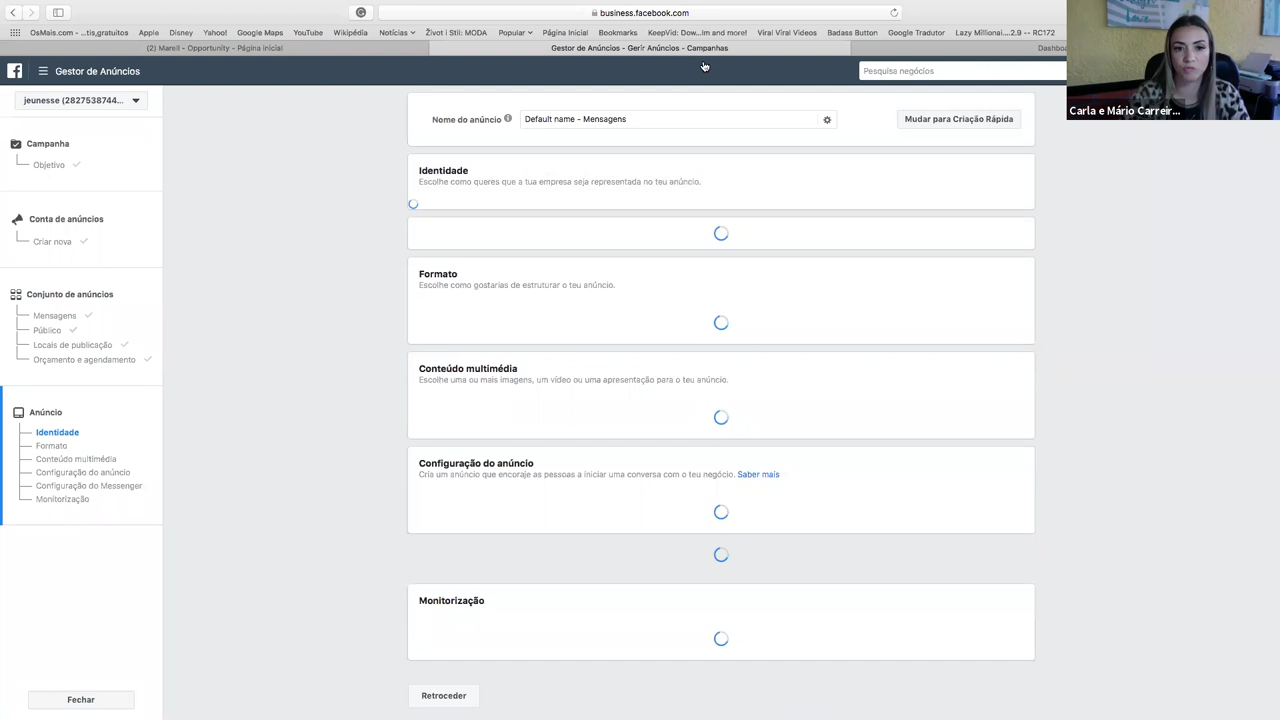 business.facebook.com
OsMais.com - ...tis,gratuitos
Apple
Disney
Yahoo!
Google Maps
YouTube
Wikipédia
Notícias
Život i Stil: MODA
Popular
Página Inicial
Bookmarks
KeepVid: Dow...im and more!
Viral Viral Videos
Badass Button
Google Tradutor
Lazy Millionai....2.9 -- RC172
(2) Marell - Opportunity - Página inicial
Gestor de Anúncios - Gerir Anúncios - Campanhas
Dashboa
Gestor de Anúncios
Pesquisa negócios
Carla e Mário Carreir...
jeunesse (2827538744...
Nome do anúncio
Default name - Mensagens
Mudar para Criação Rápida
Campanha
Objetivo
Conta de anúncios
Criar nova
Conjunto de anúncios
Mensagens
Público
Locais de publicação
Orçamento e agendamento
Anúncio
Identidade
Formato
Conteúdo multimédia
Configuração do anúncio
Configuração do Messenger
Monitorização
Fechar
Identidade
Escolhe como queres que a tua empresa seja representada no teu anúncio.
Formato
Escolhe como gostarias de estruturar o teu anúncio.
Conteúdo multimédia
Escolhe uma ou mais imagens, um vídeo ou uma apresentação para o teu anúncio.
Configuração do anúncio
Cria um anúncio que encoraje as pessoas a iniciar uma conversa com o teu negócio. Saber mais
Monitorização
Retroceder